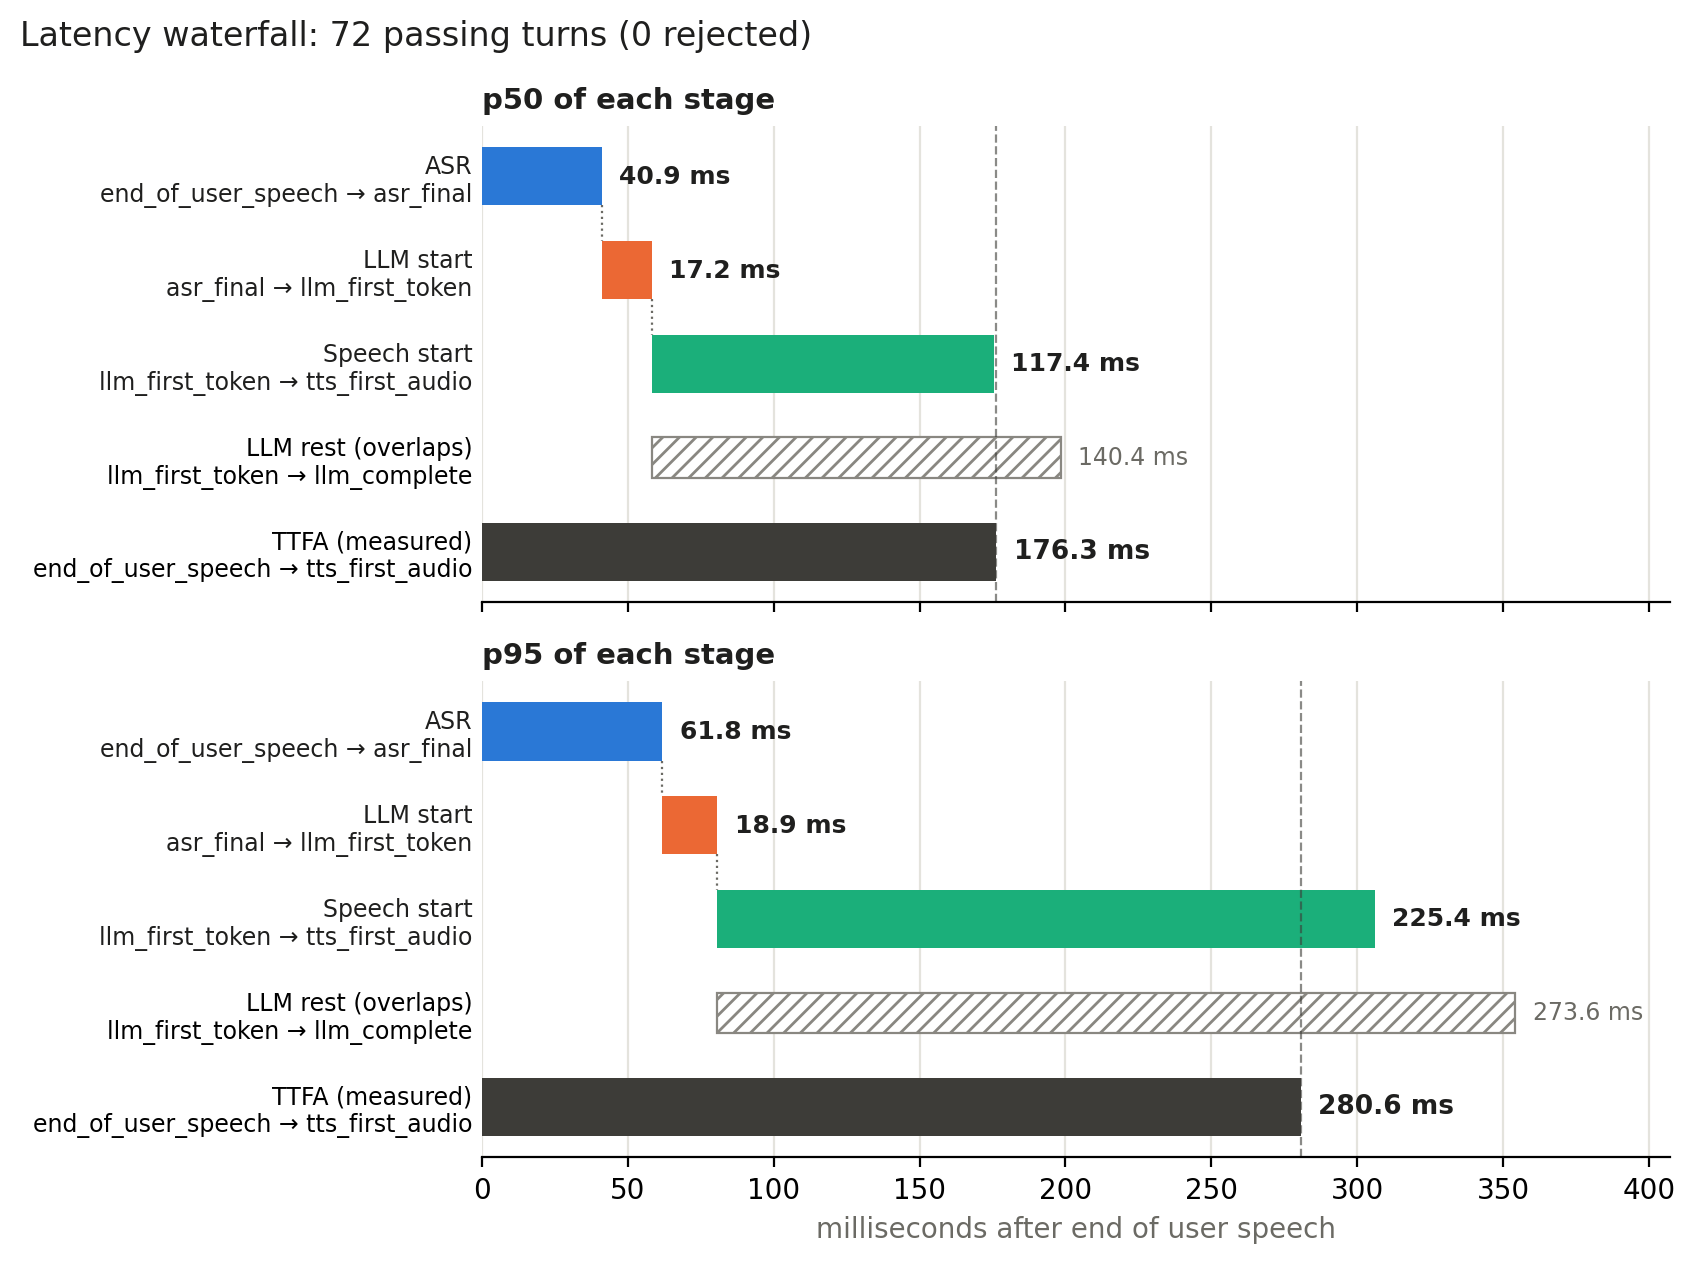 Latency waterfall: 72 passing turns (0 rejected)
p50 of each stage
ASR
end_of_user_speech → asr_final
40.9 ms
LLM start
asr_final → llm_first_token
17.2 ms
Speech start
llm_first_token → tts_first_audio
117.4 ms
LLM rest (overlaps)
llm_first_token → llm_complete
140.4 ms
TTFA (measured)
end_of_user_speech → tts_first_audio
176.3 ms
p95 of each stage
ASR
end_of_user_speech → asr_final
61.8 ms
LLM start
asr_final → llm_first_token
18.9 ms
Speech start
llm_first_token → tts_first_audio
225.4 ms
LLM rest (overlaps)
llm_first_token → llm_complete
273.6 ms
TTFA (measured)
end_of_user_speech → tts_first_audio
280.6 ms
0 50 100 150 200 250 300 350 400
milliseconds after end of user speech